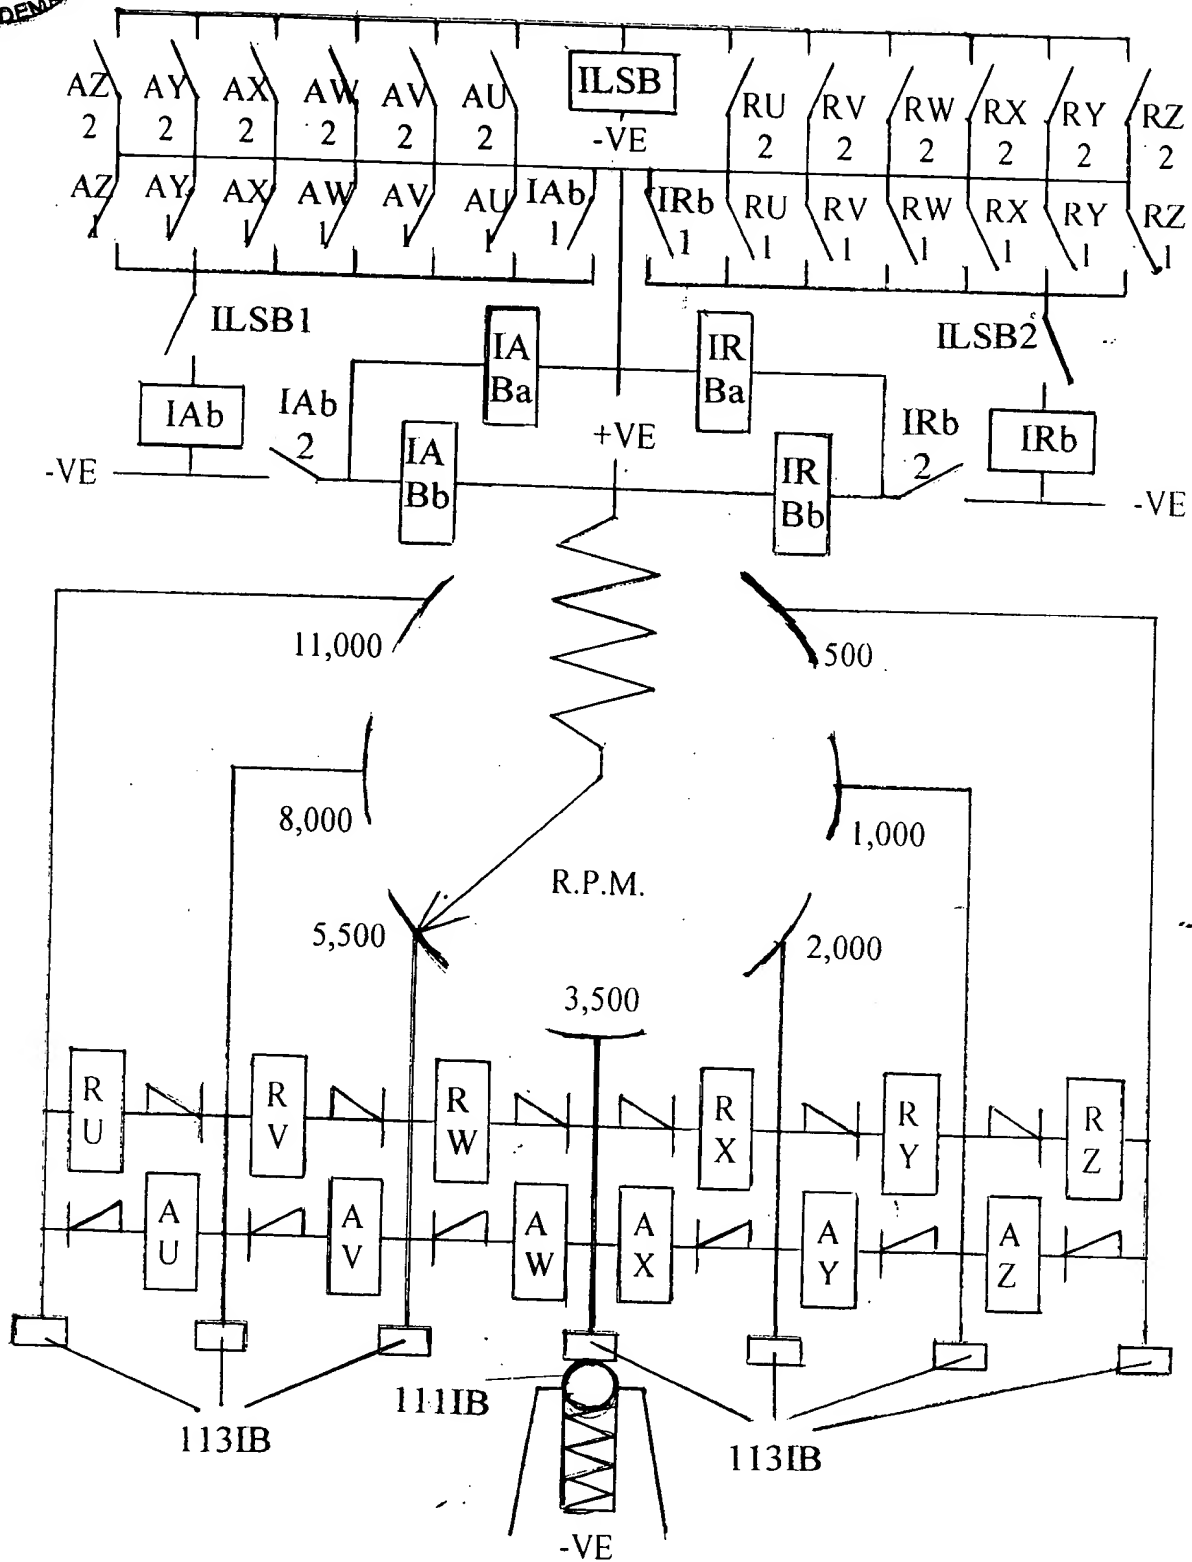 DEMA
AZ AY AX AW AV AU ILSB RU RV RW RX RY RZ
2 2 2 2 2 2 -VE 2 2 2 2 2 2
AZ AY AX AW AV AU IAb IRb RU RV RW RX RY RZ
1 1 1 1 1 1 1 1 1 1 1 1 1 1
ILSB1 ILSB2
IA IR
Ba Ba
IAb IAb IRb IRb
2 +VE 2
-VE IA IR -VE
Bb Bb
11,000 500
8,000 1,000
R.P.M.
5,500 2,000
3,500
R R R R R R
U V W X Y Z
A A A A A A
U V W X Y Z
111IB
113IB 113IB
-VE